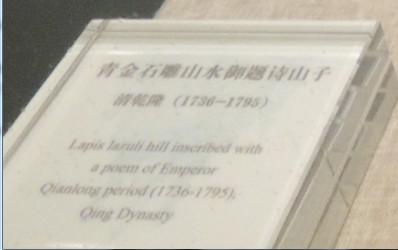 青金石雕山水御题诗山子
清乾隆（1736－1795）
Lapis lazuli hill inscribed with
a poem of Emperor
Qianlong period (1736-1795),
Qing Dynasty